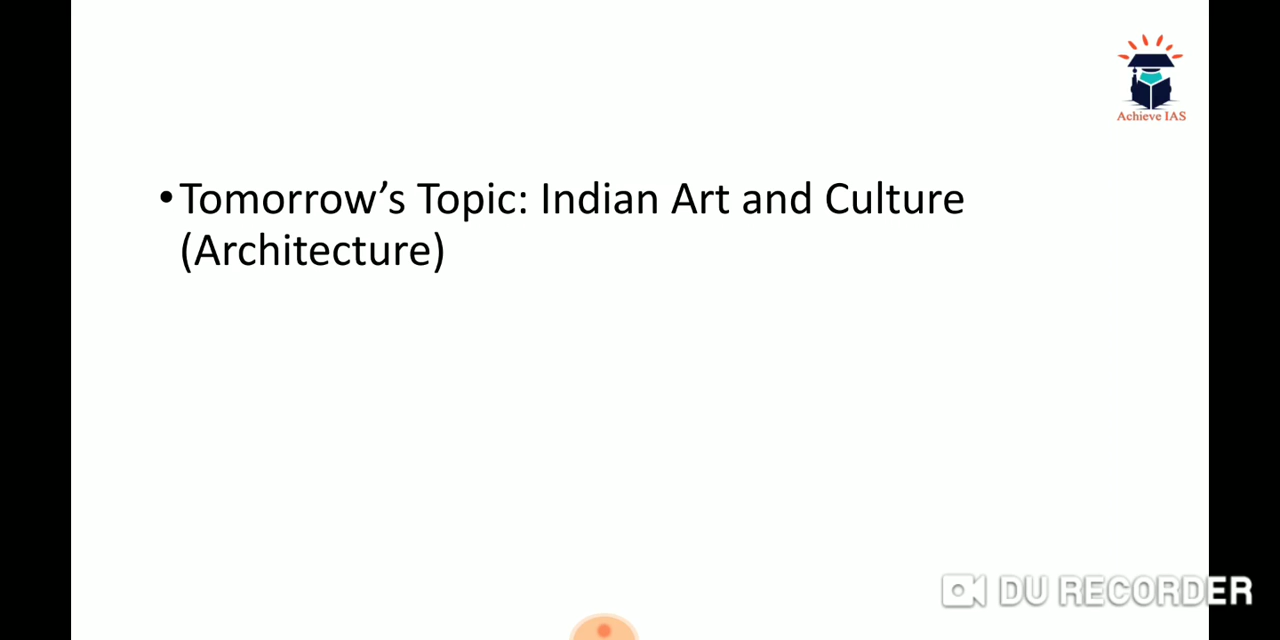 Achieve IAS
•Tomorrow’s Topic: Indian Art and Culture
(Architecture)
DU RECORDER